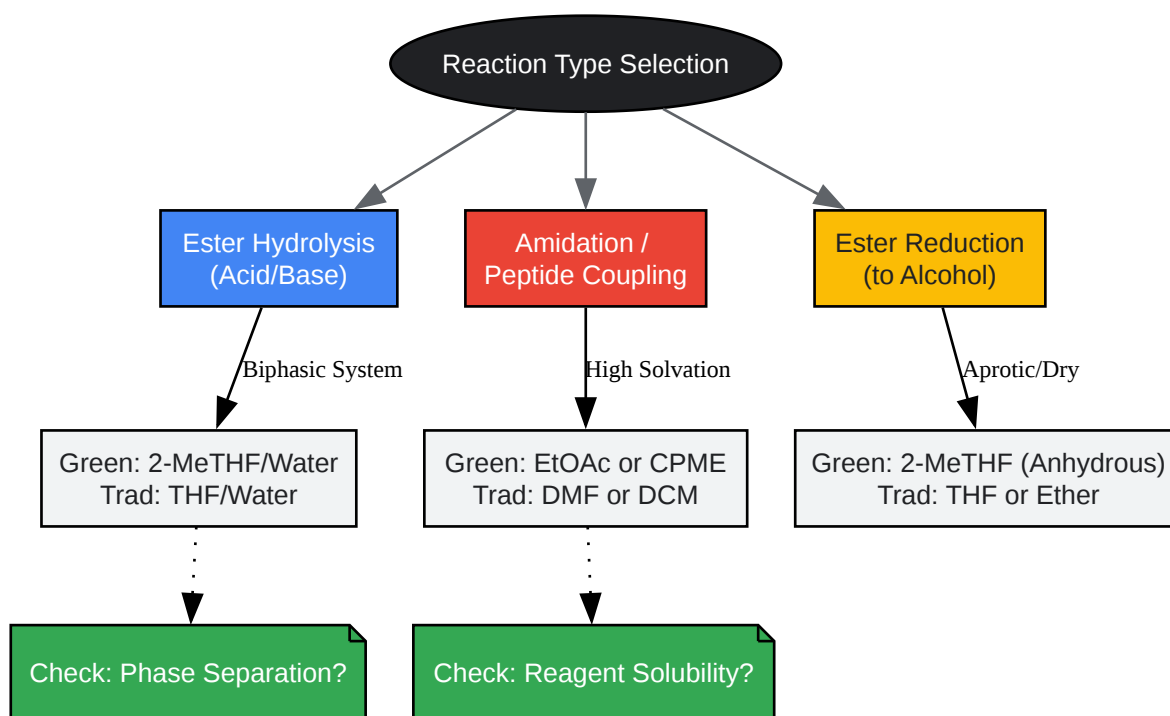 Reaction Type Selection
Ester Hydrolysis
(Acid/Base)
Amidation /
Peptide Coupling
Ester Reduction
(to Alcohol)
Biphasic System
High Solvation
Aprotic/Dry
Green: 2-MeTHF/Water
Trad: THF/Water
Green: EtOAc or CPME
Trad: DMF or DCM
Green: 2-MeTHF (Anhydrous)
Trad: THF or Ether
Check: Phase Separation?
Check: Reagent Solubility?